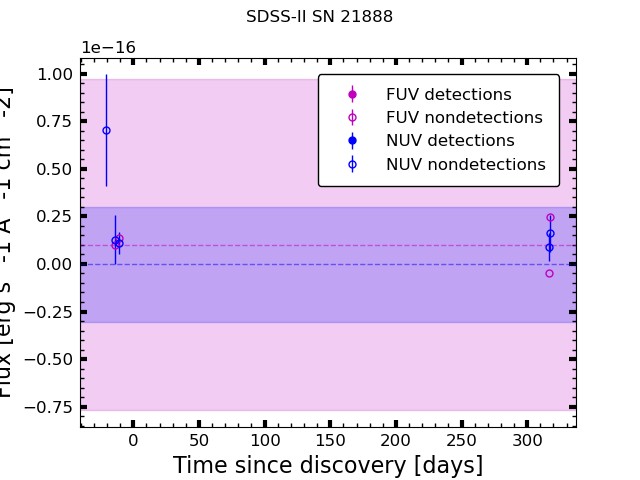 SDSS-II SN 21888
1e−16
1.00
0.75
0.50
0.25
0.00
−0.25
−0.50
−0.75
Flux [erg s -1 A -1 cm -2]
FUV detections
FUV nondetections
NUV detections
NUV nondetections
0 50 100 150 200 250 300
Time since discovery [days]